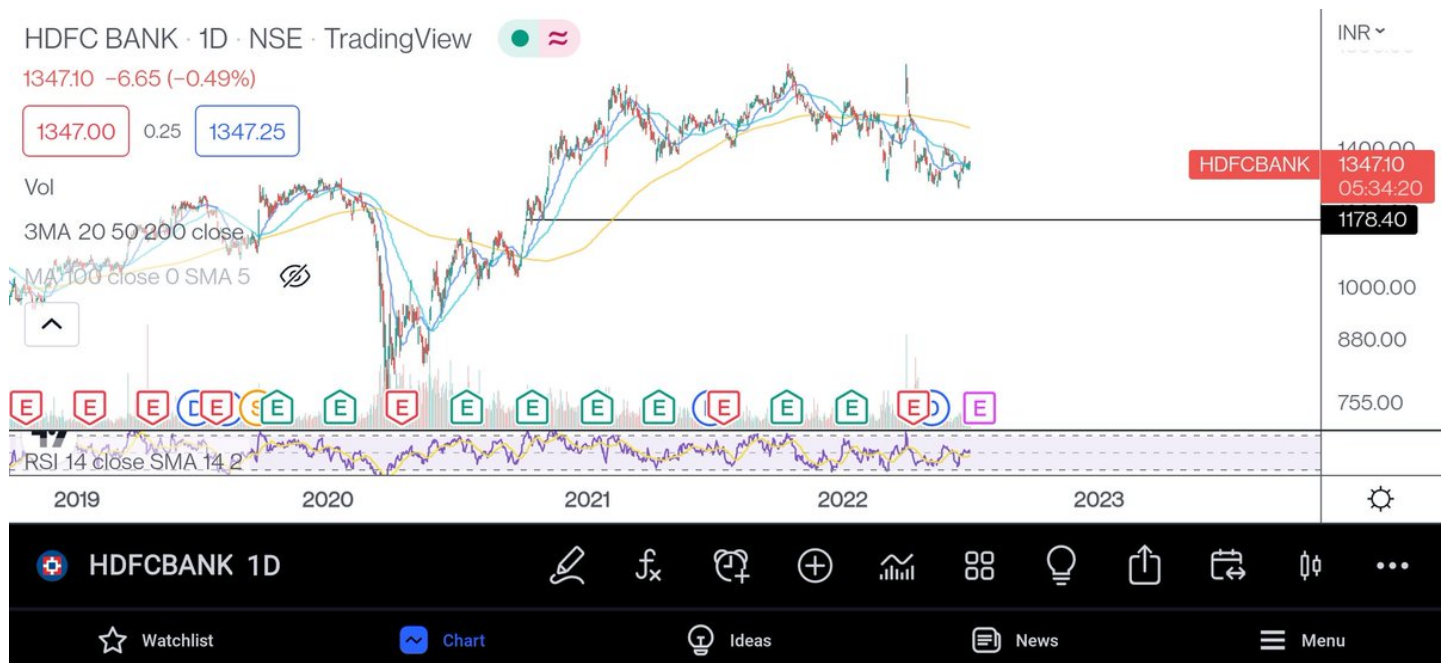 HDFC BANK · 1D · NSE · TradingView
1347.10 −6.65 (−0.49%)
1347.00 0.25 1347.25
Vol
3MA 20 50 200 close
MA 100 close 0 SMA 5
INR
1400.00
HDFCBANK 1347.10
05:34:20
1178.40
1000.00
880.00
755.00
E E E D E S E E E E E E E E E E E D E
RSI 14 close SMA 14 2
2019 2020 2021 2022 2023
HDFCBANK 1D
Watchlist Chart Ideas News Menu